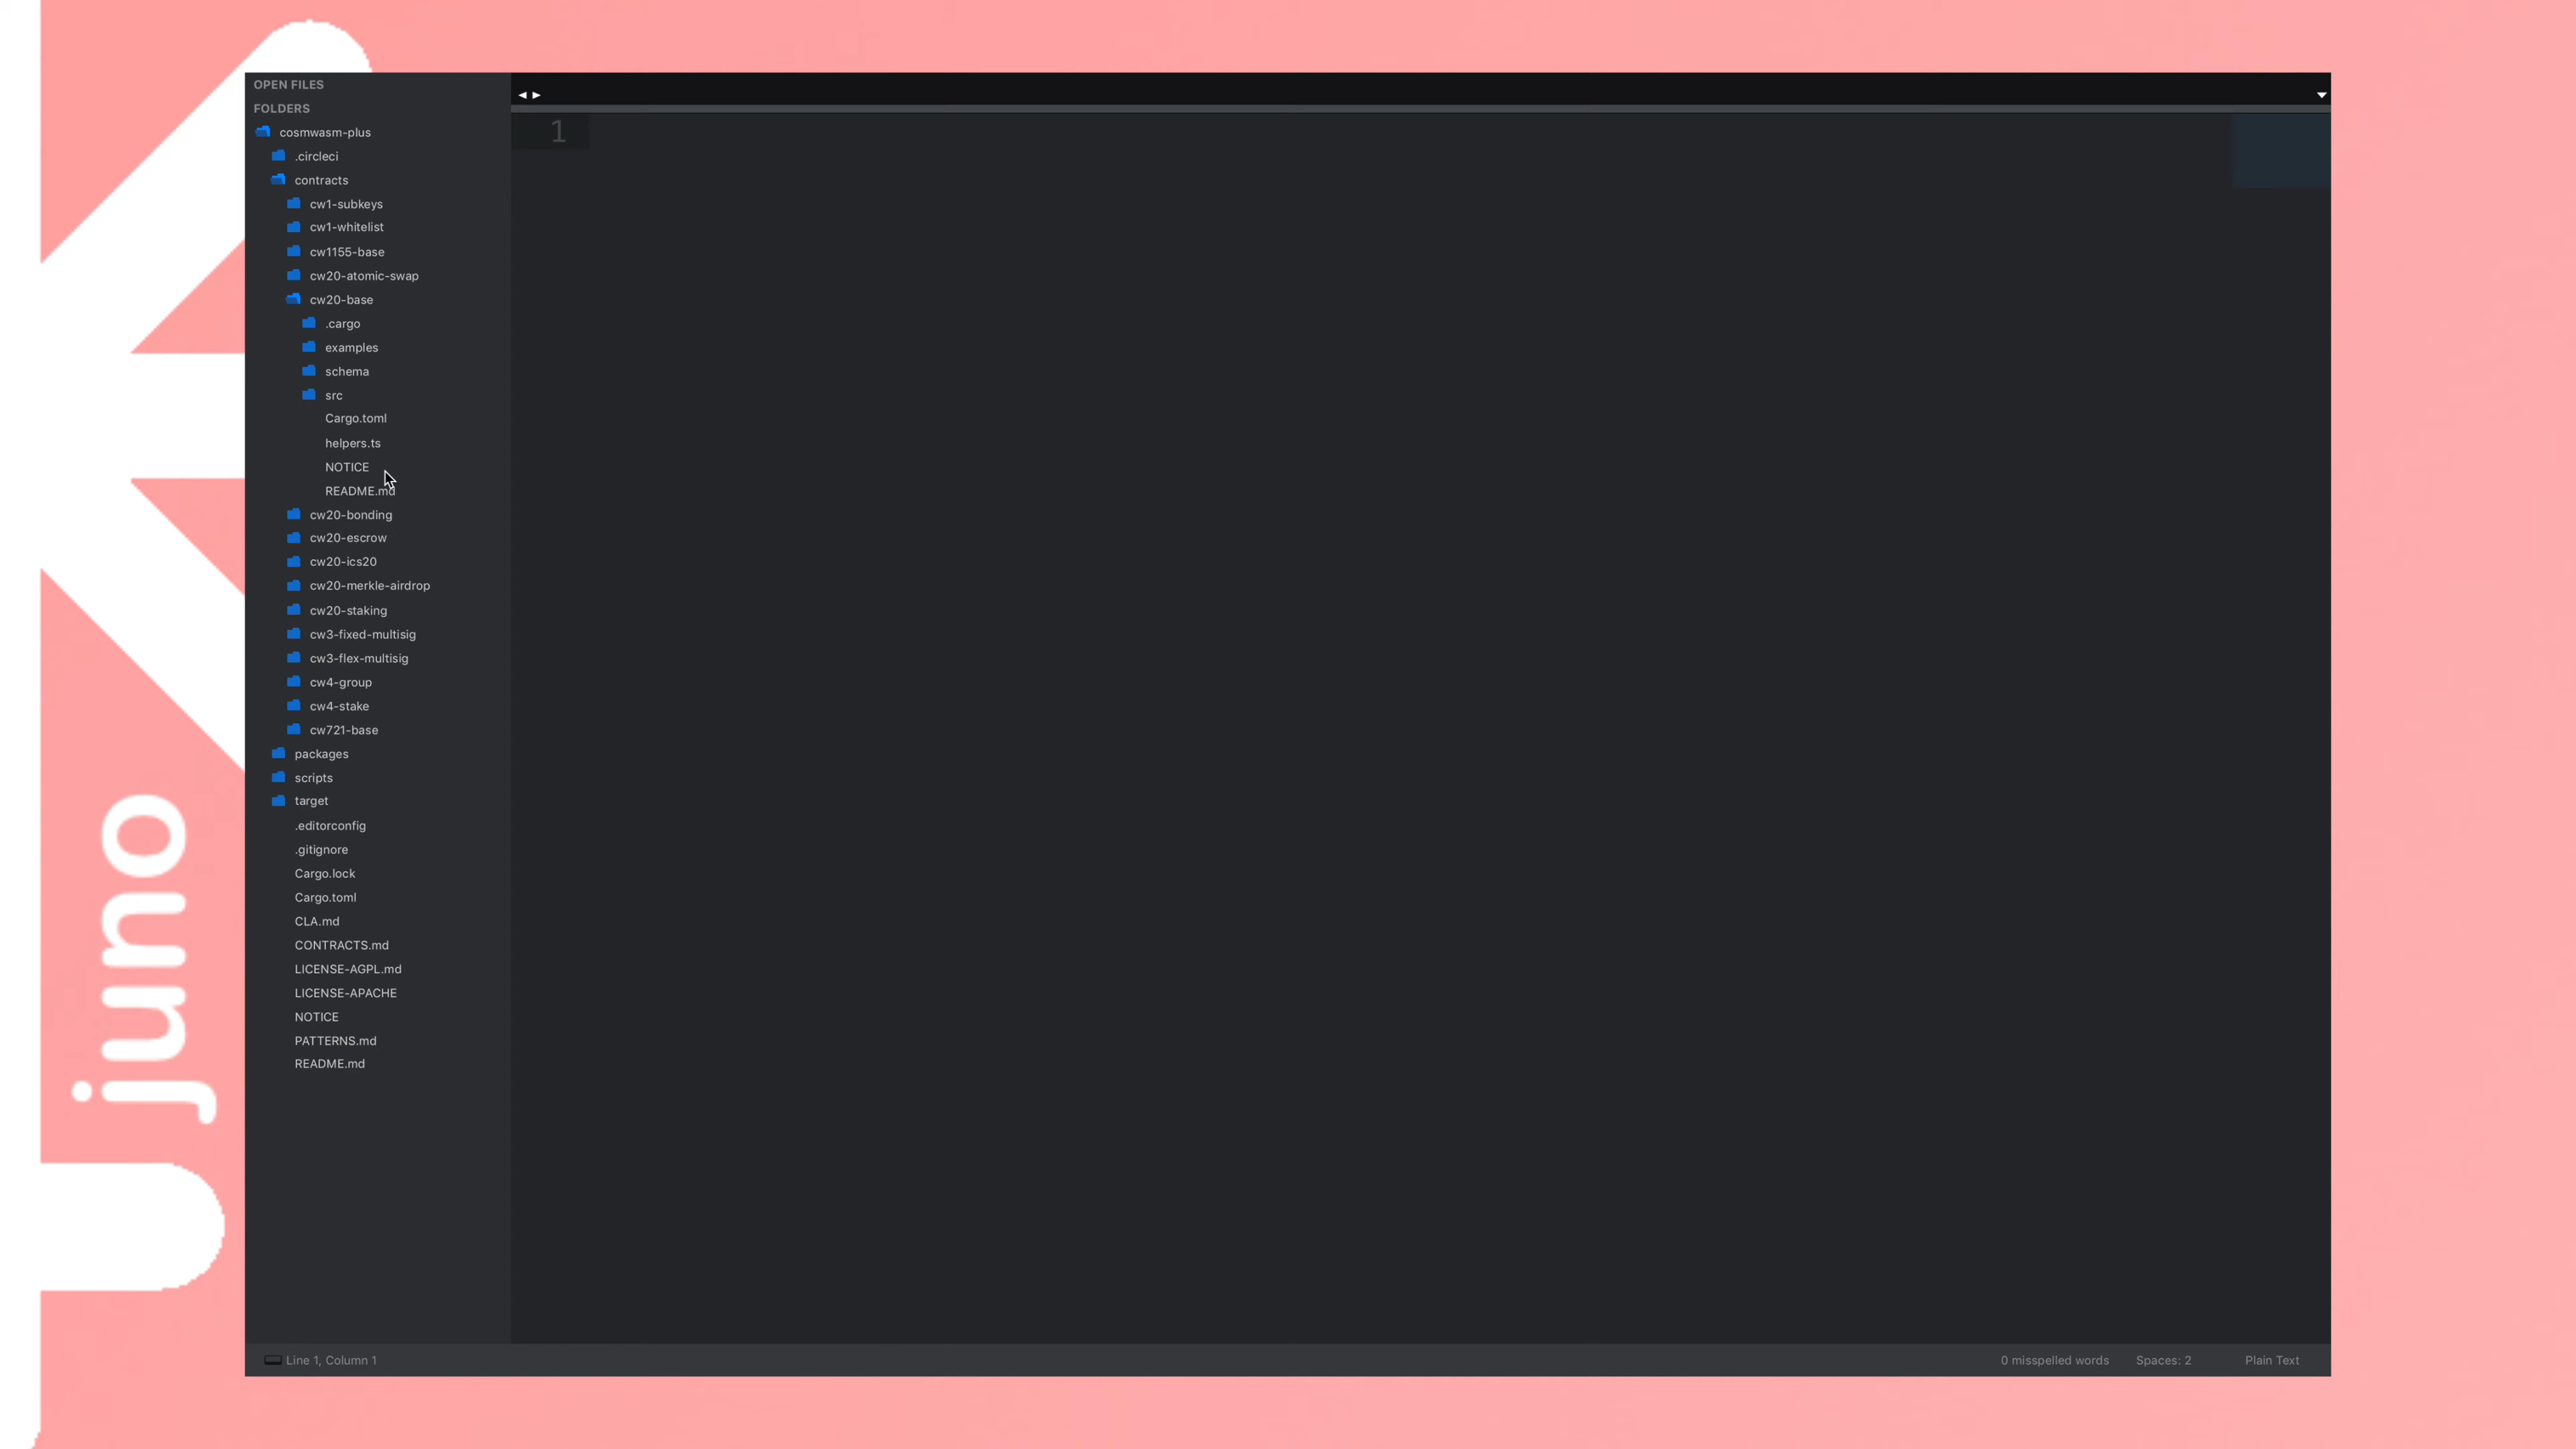 OPEN FILES
FOLDERS
cosmwasm-plus
.circleci
contracts
cw1-subkeys
cw1-whitelist
cw1155-base
cw20-atomic-swap
cw20-base
.cargo
examples
schema
src
Cargo.toml
helpers.ts
NOTICE
README.md
cw20-bonding
cw20-escrow
cw20-ics20
cw20-merkle-airdrop
cw20-staking
cw3-fixed-multisig
cw3-flex-multisig
cw4-group
cw4-stake
cw721-base
packages
scripts
target
.editorconfig
.gitignore
Cargo.lock
Cargo.toml
CLA.md
CONTRACTS.md
LICENSE-AGPL.md
LICENSE-APACHE
NOTICE
PATTERNS.md
README.md
1
Line 1, Column 1
0 misspelled words
Spaces: 2
Plain Text
juno